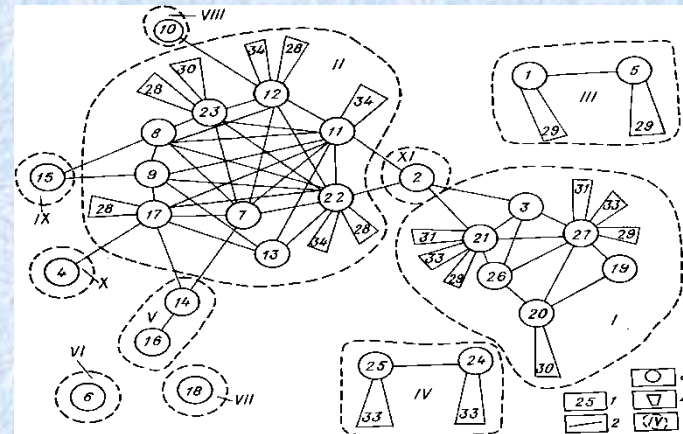 10 VIII
34 28 II
30 12
28 23 34
8 11
1 5
III
29 29
XI
15 9 2
IX
28 17 7 22
3 31 33
31 21 27 29
33 26 19
29
13 34 28
4 X
14
V
16
20 I
30
VI
6 18 VII
25 24
IV
33 33
25 1
2
(IV)